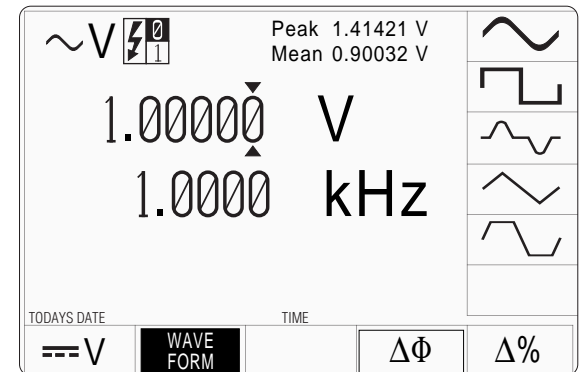 ~V 0
1
Peak 1.41421 V
Mean 0.90032 V
1.00000 V
1.0000 kHz
TODAYS DATE TIME
V WAVE FORM ΔΦ Δ%